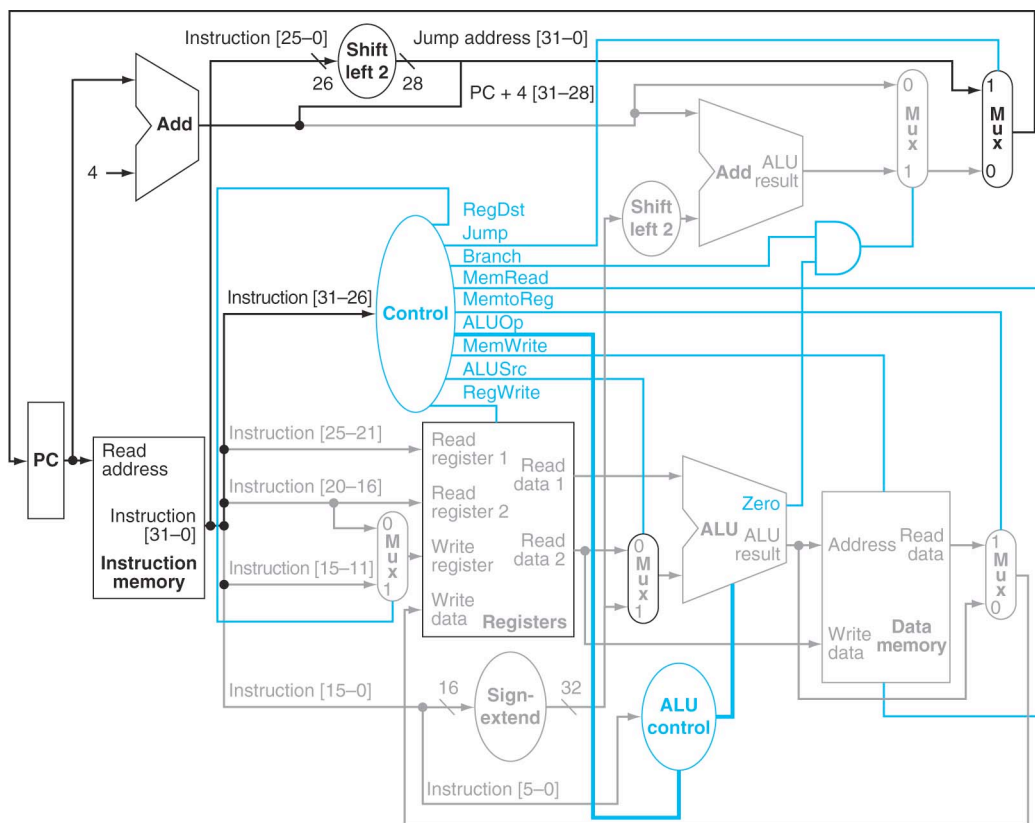 Instruction [25–0]
Jump address [31–0]
Shift
left 2
26
28
PC + 4 [31–28]
Add
4
0
Mux
1
1
Mux
0
Add
ALU
result
Shift
left 2
RegDst
Jump
Branch
MemRead
MemtoReg
ALUOp
MemWrite
ALUSrc
RegWrite
Instruction [31–26]
Control
PC
Read
address
Instruction
[31–0]
Instruction
memory
Instruction [25–21]
Instruction [20–16]
Instruction [15–11]
0
Mux
1
Read
register 1
Read
register 2
Write
register
Write
data
Read
data 1
Read
data 2
Registers
0
Mux
1
Zero
ALU
ALU
result
Address
Read
data
Write
data
Data
memory
1
Mux
0
Instruction [15–0]
16
Sign-
extend
32
ALU
control
Instruction [5–0]